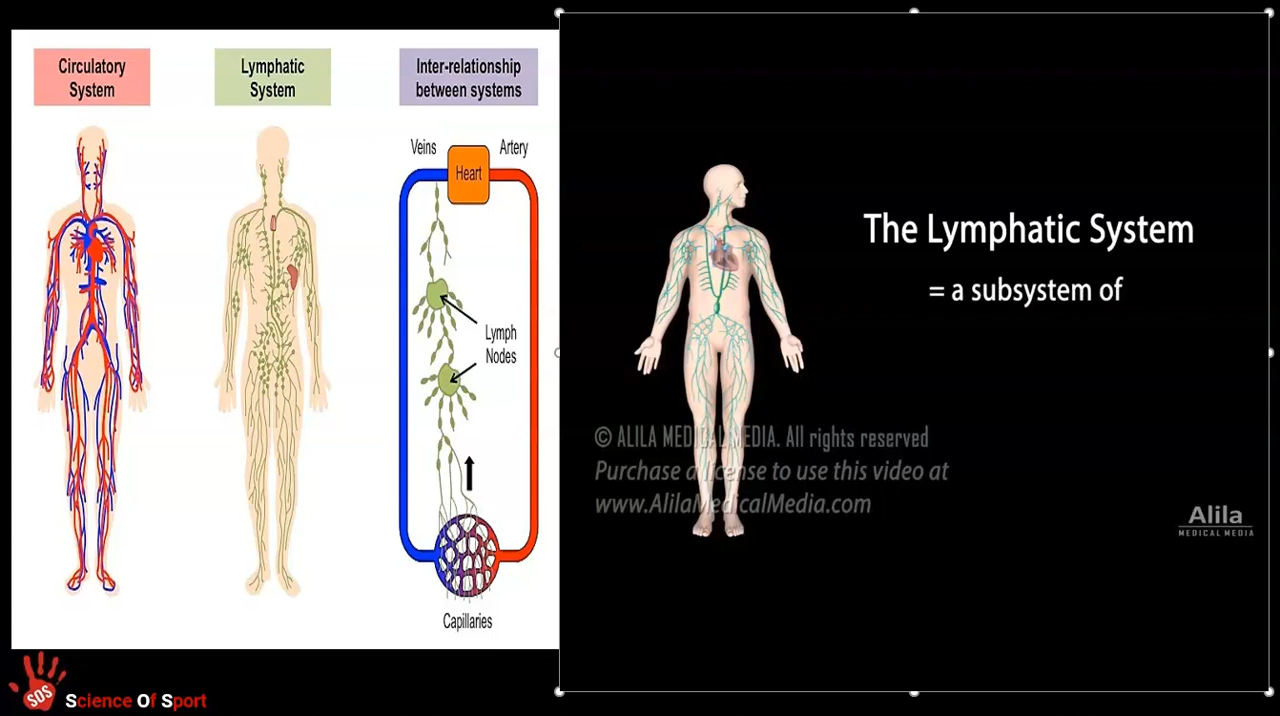 Circulatory
System
Lymphatic
System
Inter-relationship
between systems
Veins
Artery
Heart
Lymph
Nodes
Capillaries
The Lymphatic System
= a subsystem of
© ALILA MEDICAL MEDIA. All rights reserved
Purchase a license to use this video at
www.AlilaMedicalMedia.com
Alila
MEDICAL MEDIA
SOS
Science Of Sport